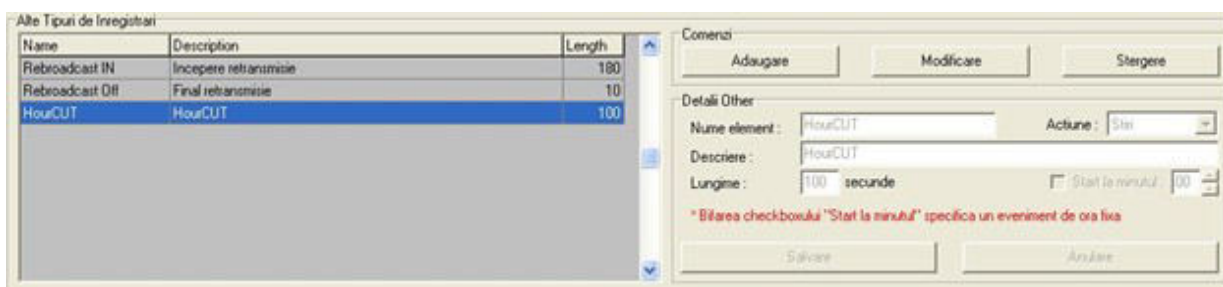 Alte Tipuri de Inregistrari
Name Description Length
Rebroadcast IN Incepere retransmisie 180
Rebroadcast Off Final retransmisie 10
HourCUT HourCUT 100
Comenzi
Adaugare Modificare Stergere
Detalii Other
Nume element : HourCUT Actiune : Stiri
Descriere : HourCUT
Lungime : 100 secunde Start la minutul : 00
* Bifarea checkboxului "Start la minutul" specifica un eveniment de ora fixa
Salvare Anulare